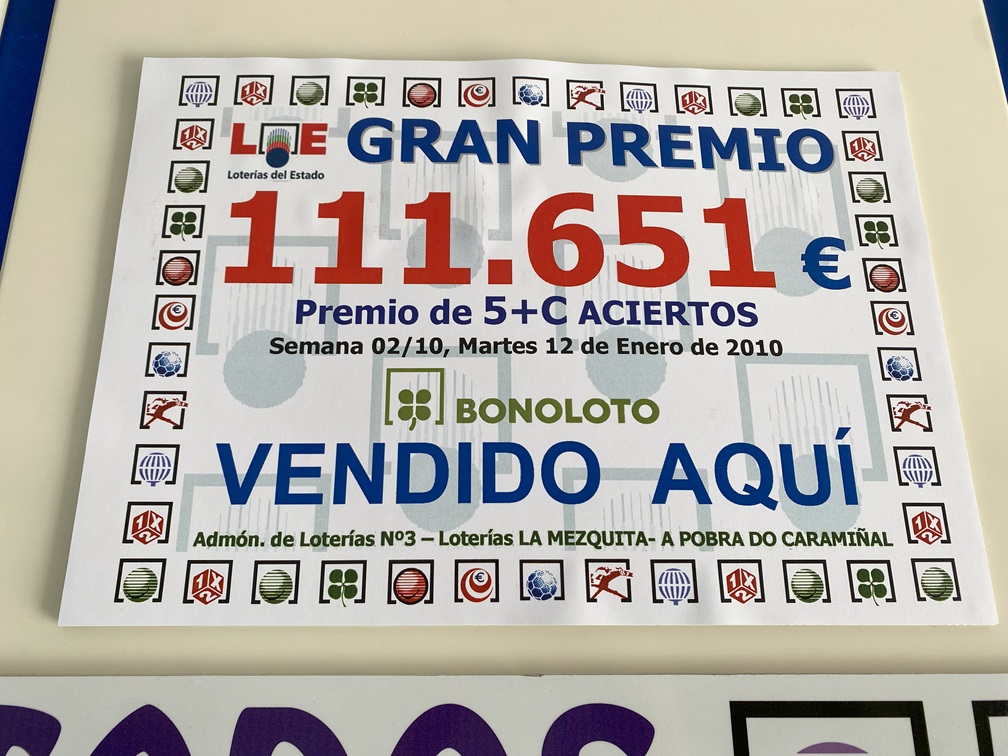 LAE GRAN PREMIO
Loterías del Estado
111.651 €
Premio de 5+C ACIERTOS
Semana 02/10, Martes 12 de Enero de 2010
BONOLOTO
VENDIDO AQUÍ
Admón. de Loterías Nº3 – Loterías LA MEZQUITA- A POBRA DO CARAMIÑAL